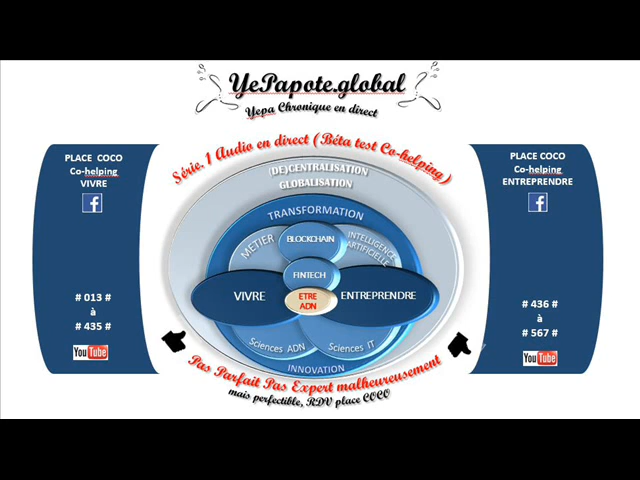 YePapote.global
Yepa Chronique en direct
Série, 1 Audio en direct (Béta test Co-helping)
PLACE COCO
Co-helping
VIVRE
# 013 #
à
# 435 #
YouTube
(DE)CENTRALISATION
GLOBALISATION
TRANSFORMATION
METIER
BLOCKCHAIN
INTELLIGENCE
ARTIFICIELLE
FINTECH
VIVRE
ETRE
ADN
ENTREPRENDRE
Sciences ADN
Sciences IT
INNOVATION
PLACE COCO
Co-helping
ENTREPRENDRE
# 436 #
à
# 567 #
YouTube
Pas Parfait Pas Expert malheureusement
mais perfectible, RDV place COCO